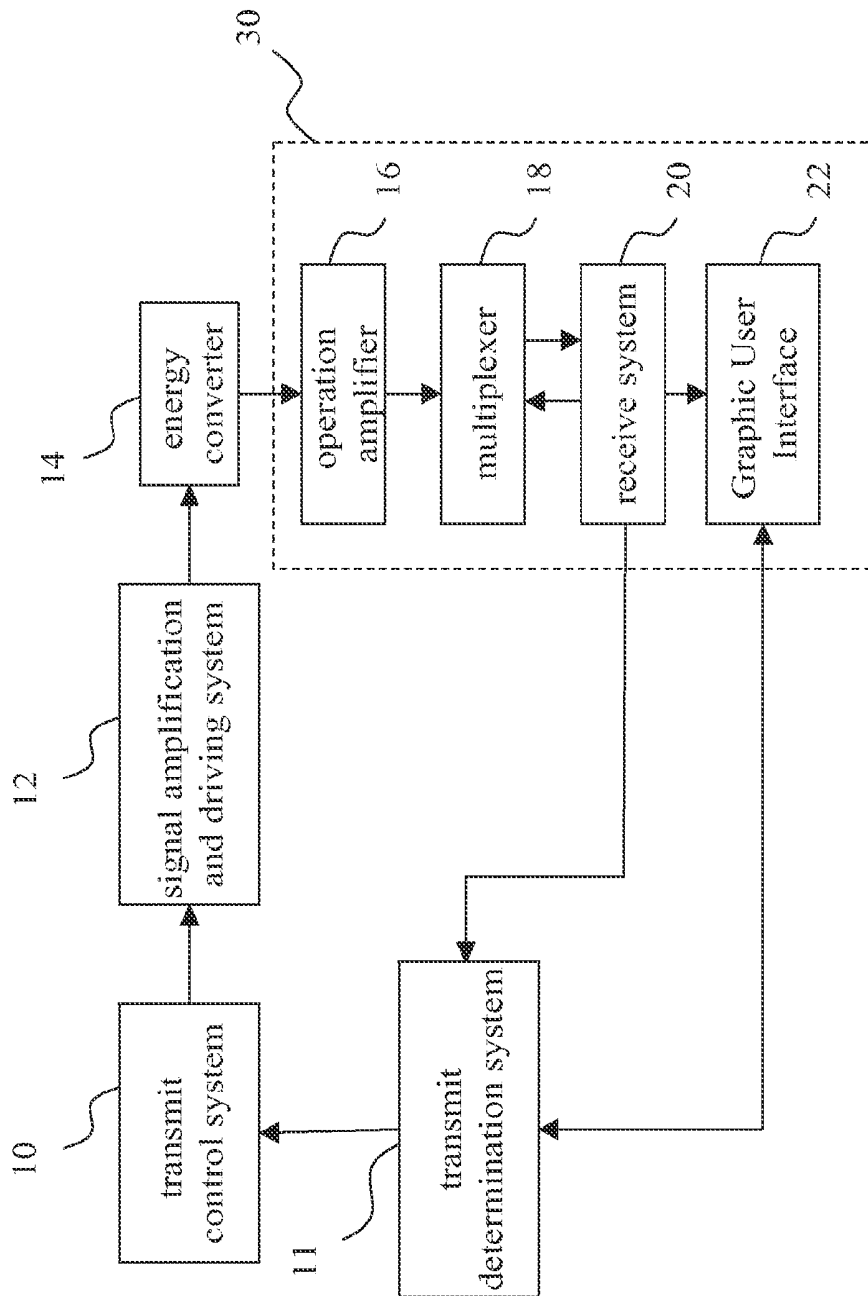 10
transmit
control system
12
signal amplification
and driving system
14
energy
converter
30
operation
amplifier
16
multiplexer
18
receive system
20
Graphic User
Interface
22
11
transmit
determination system